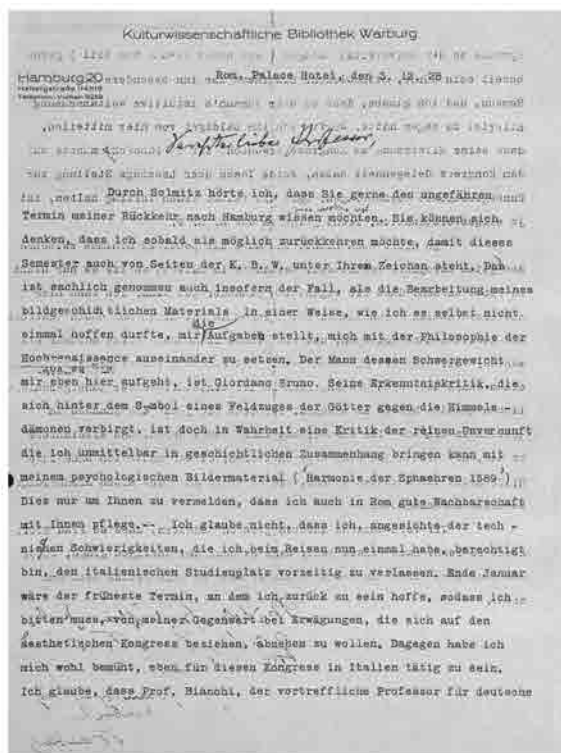 Kulturwissenschaftliche Bibliothek Warburg
Hamburg 20
Rom, Palace Hotel, den 3. 12. 28
Professor,
Durch Solmitz hörte ich, dass Sie gerne den ungefähren
Termin meiner Rückkehr nach Hamburg wissen möchten. Sie können sich
denken, dass ich sobald als möglich zurückkehren möchte, damit dieses
Semester auch von Seiten der K. B. W. unter Ihrem Zeichen steht. Das
ist sachlich genommen auch insofern der Fall, als die Bearbeitung meines
bildgeschichtlichen Materials in einer Weise, wie ich es selbst nicht
einmal hoffen durfte, mir die Aufgaben stellt, mich mit der Philosophie der
Hochrenaissance auseinander zu setzen. Der Mann dessen Schwergewicht
mir eben hier aufgeht, ist Giordano Bruno. Seine Erkenntniskritik, die
sich hinter dem Symbol eines Feldzuges der Götter gegen die Himmels -
dämonen verbirgt, ist doch in Wahrheit eine Kritik der reinen Unvernunft
die ich unmittelbar in geschichtlichen Zusammenhang bringen kann mit
meinem psychologischen Bildermaterial ( Harmonie der Sphaehren 1589 )
Dies nur um Ihnen zu vermelden, dass ich auch in Rom gute Nachbarschaft
mit Ihnen pflege.-- Ich glaube nicht, dass ich, angesichts der tech -
nischen Schwierigkeiten, die ich beim Reisen nun einmal habe, berechtigt
bin, den italienischen Studienplatz vorzeitig zu verlassen. Ende Januar
wäre der früheste Termin, an dem ich zurück zu sein hoffe, sodass ich
bitten muss, von meiner Gegenwart bei Erwägungen, die sich auf den
aesthetischen Kongress beziehen, absehen zu wollen. Dagegen habe ich
mich wohl bemüht, eben für diesen Kongress in Italien tätig zu sein.
Ich glaube, dass Prof. Bianchi, der vortreffliche Professor für deutsche